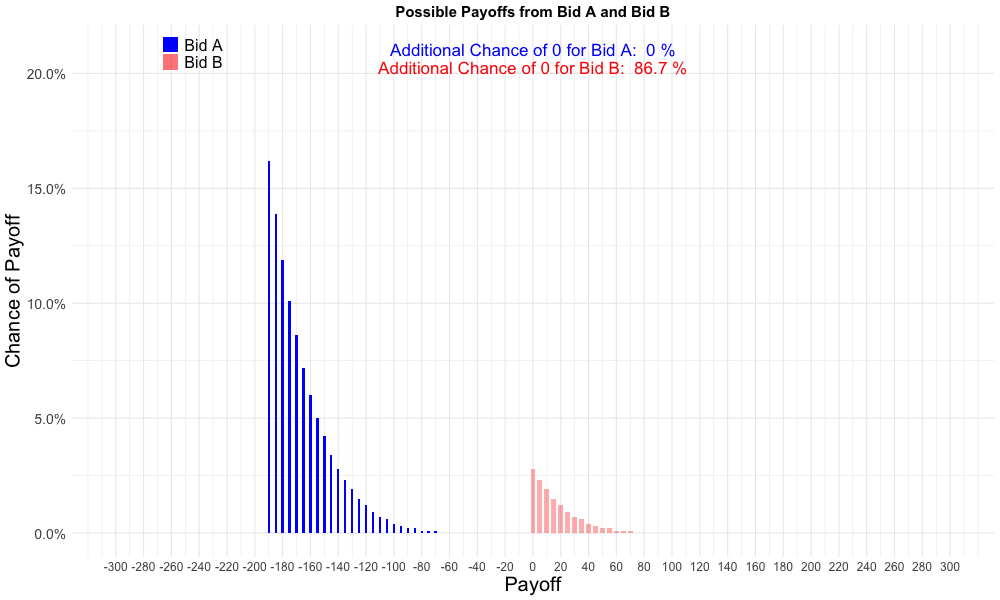 Possible Payoffs from Bid A and Bid B
Bid A
Bid B
Additional Chance of 0 for Bid A:  0 %
Additional Chance of 0 for Bid B:  86.7 %
Chance of Payoff
20.0%
15.0%
10.0%
5.0%
0.0%
-300 -280 -260 -240 -220 -200 -180 -160 -140 -120 -100 -80 -60 -40 -20 0 20 40 60 80 100 120 140 160 180 200 220 240 260 280 300
Payoff